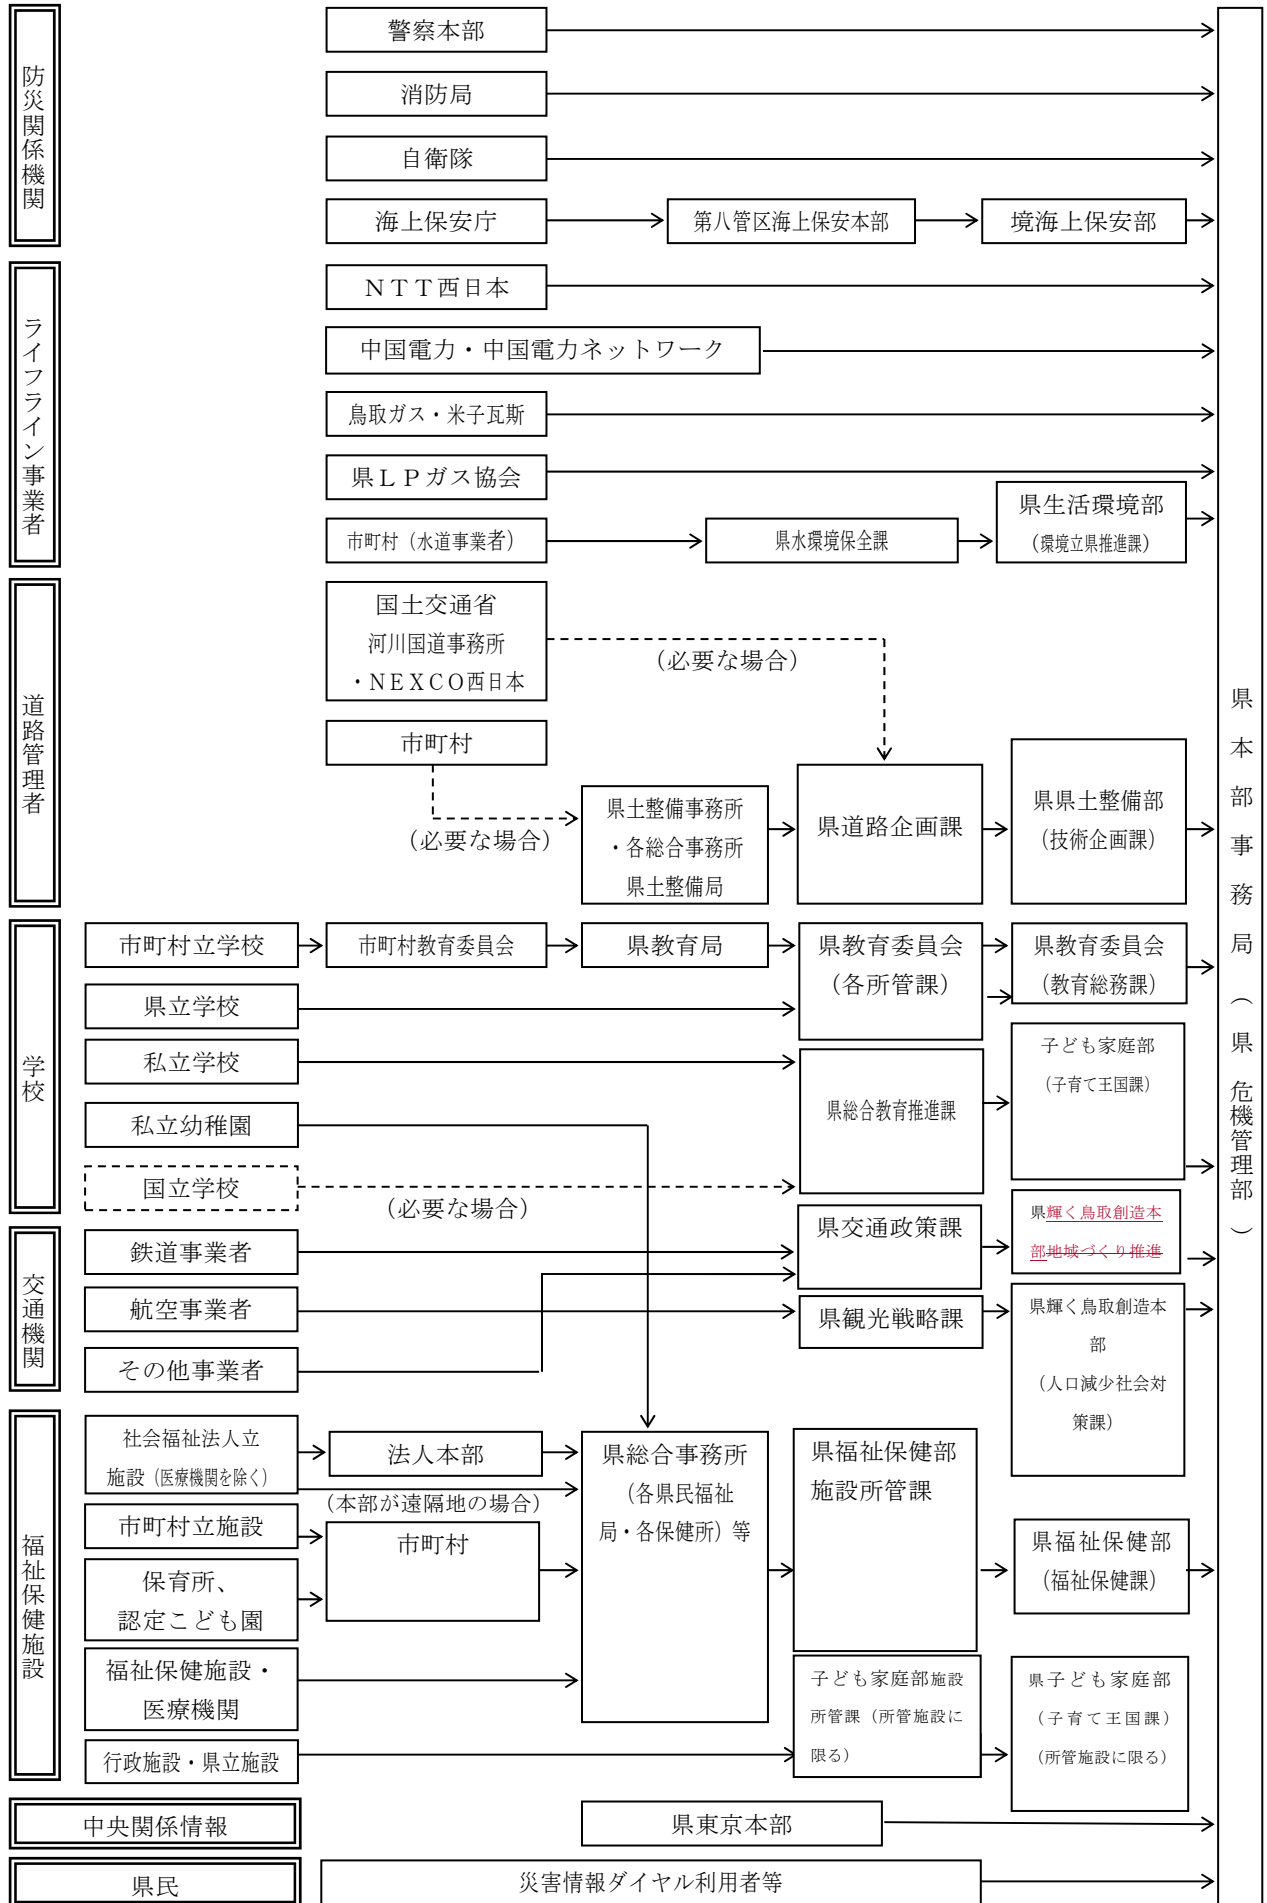 防災関係機関
警察本部
消防局
自衛隊
海上保安庁
第八管区海上保安本部
境海上保安部
ライフライン事業者
ＮＴＴ西日本
中国電力・中国電力ネットワーク
鳥取ガス・米子瓦斯
県ＬＰガス協会
市町村（水道事業者）
県水環境保全課
県生活環境部
（環境立県推進課）
道路管理者
国土交通省
河川国道事務所
・ＮＥＸＣＯ西日本
（必要な場合）
市町村
（必要な場合）
県土整備事務所
・各総合事務所
県土整備局
県道路企画課
県県土整備部
（技術企画課）
学校
市町村立学校
市町村教育委員会
県教育局
県教育委員会
（各所管課）
県教育委員会
（教育総務課）
県立学校
私立学校
私立幼稚園
国立学校
（必要な場合）
県総合教育推進課
子ども家庭部
（子育て王国課）
交通機関
鉄道事業者
航空事業者
その他事業者
県交通政策課
県観光戦略課
県輝く鳥取創造本
部地域づくり推進
県輝く鳥取創造本
部
（人口減少社会対
策課）
福祉保健施設
社会福祉法人立
施設（医療機関を除く）
法人本部
（本部が遠隔地の場合）
市町村立施設
市町村
保育所、
認定こども園
福祉保健施設・
医療機関
行政施設・県立施設
県総合事務所
（各県民福祉
局・各保健所）等
県福祉保健部
施設所管課
県福祉保健部
（福祉保健課）
子ども家庭部施設
所管課（所管施設に
限る）
県子ども家庭部
（子育て王国課）
（所管施設に限る）
中央関係情報
県東京本部
県民
災害情報ダイヤル利用者等
県本部事務局（県危機管理部）